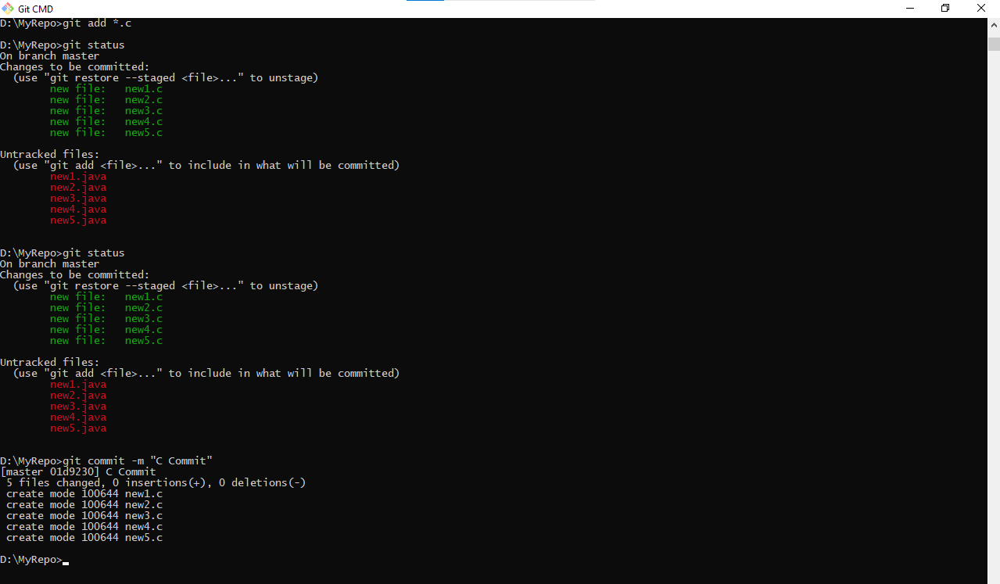 Git CMD
D:\MyRepo>git add *.c
D:\MyRepo>git status
On branch master
Changes to be committed:
  (use "git restore --staged <file>..." to unstage)
        new file:   new1.c
        new file:   new2.c
        new file:   new3.c
        new file:   new4.c
        new file:   new5.c
Untracked files:
  (use "git add <file>..." to include in what will be committed)
        new1.java
        new2.java
        new3.java
        new4.java
        new5.java
D:\MyRepo>git status
On branch master
Changes to be committed:
  (use "git restore --staged <file>..." to unstage)
        new file:   new1.c
        new file:   new2.c
        new file:   new3.c
        new file:   new4.c
        new file:   new5.c
Untracked files:
  (use "git add <file>..." to include in what will be committed)
        new1.java
        new2.java
        new3.java
        new4.java
        new5.java
D:\MyRepo>git commit -m "C Commit"
[master 01d9230] C Commit
 5 files changed, 0 insertions(+), 0 deletions(-)
 create mode 100644 new1.c
 create mode 100644 new2.c
 create mode 100644 new3.c
 create mode 100644 new4.c
 create mode 100644 new5.c
D:\MyRepo>